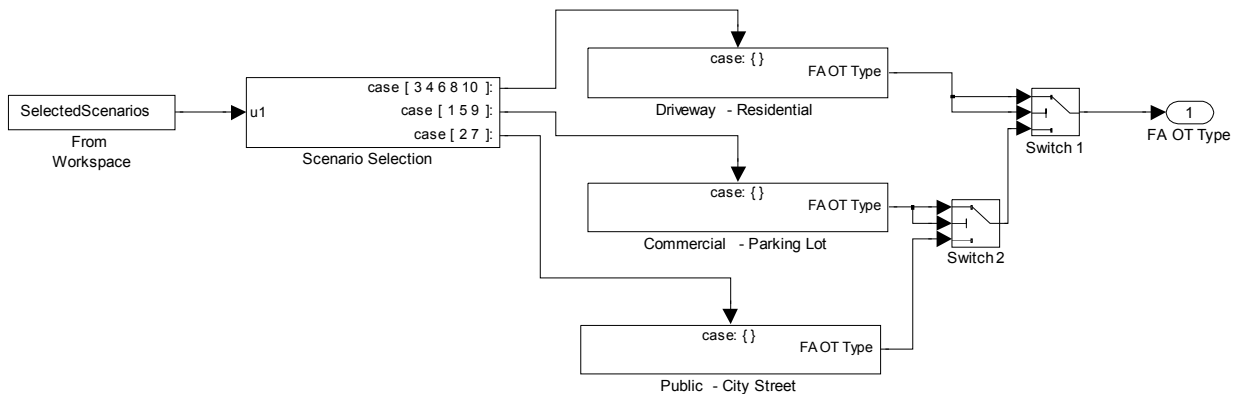 SelectedScenarios
From
Workspace
u1
case [ 3 4 6 8 10 ]:
case [ 1 5 9 ]:
case [ 2 7 ]:
Scenario Selection
case: { }
FA OT Type
Driveway - Residential
case: { }
FA OT Type
Commercial - Parking Lot
case: { }
FA OT Type
Public - City Street
Switch 2
Switch 1
1
FA OT Type